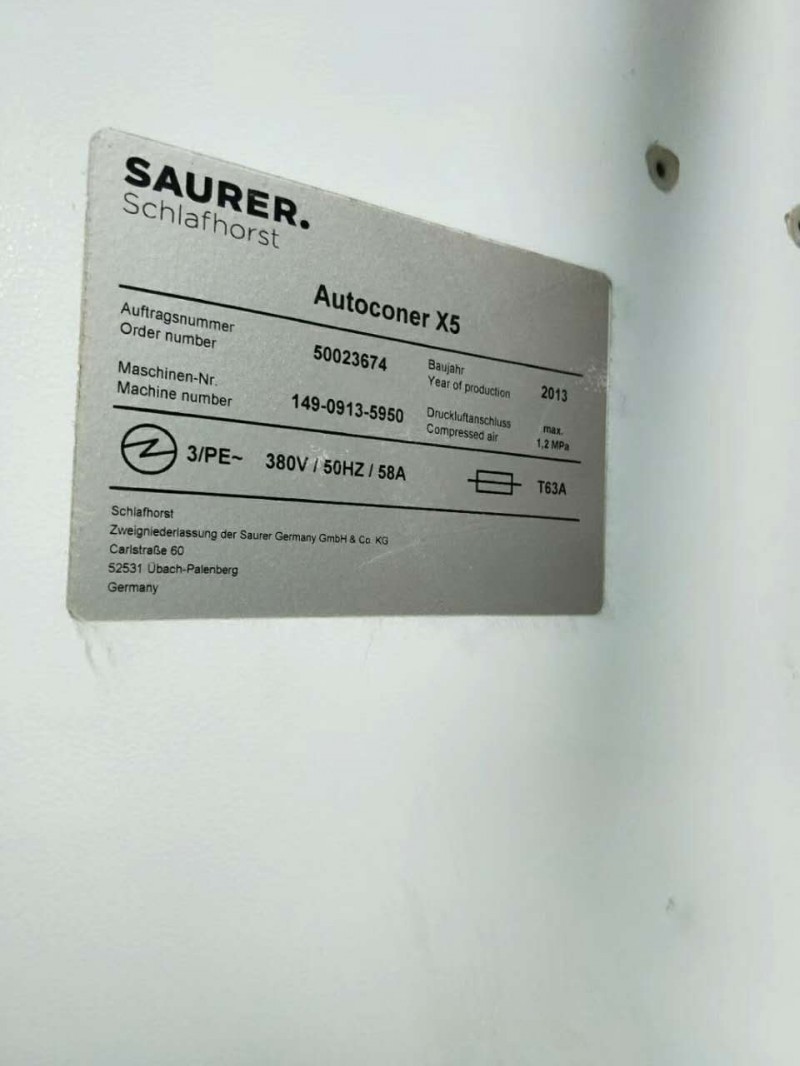 SAURER.
Schlafhorst
Autoconer X5
Auftragsnummer
Order number
50023674
Baujahr
Year of production
2013
Maschinen-Nr.
Machine number
149-0913-5950
Druckluftanschluss
Compressed air
max.
1,2 MPa
3/PE~ 380V / 50HZ / 58A
T63A
Schlafhorst
Zweigniederlassung der Saurer Germany GmbH & Co. KG
Carlstraße 60
52531 Übach-Palenberg
Germany